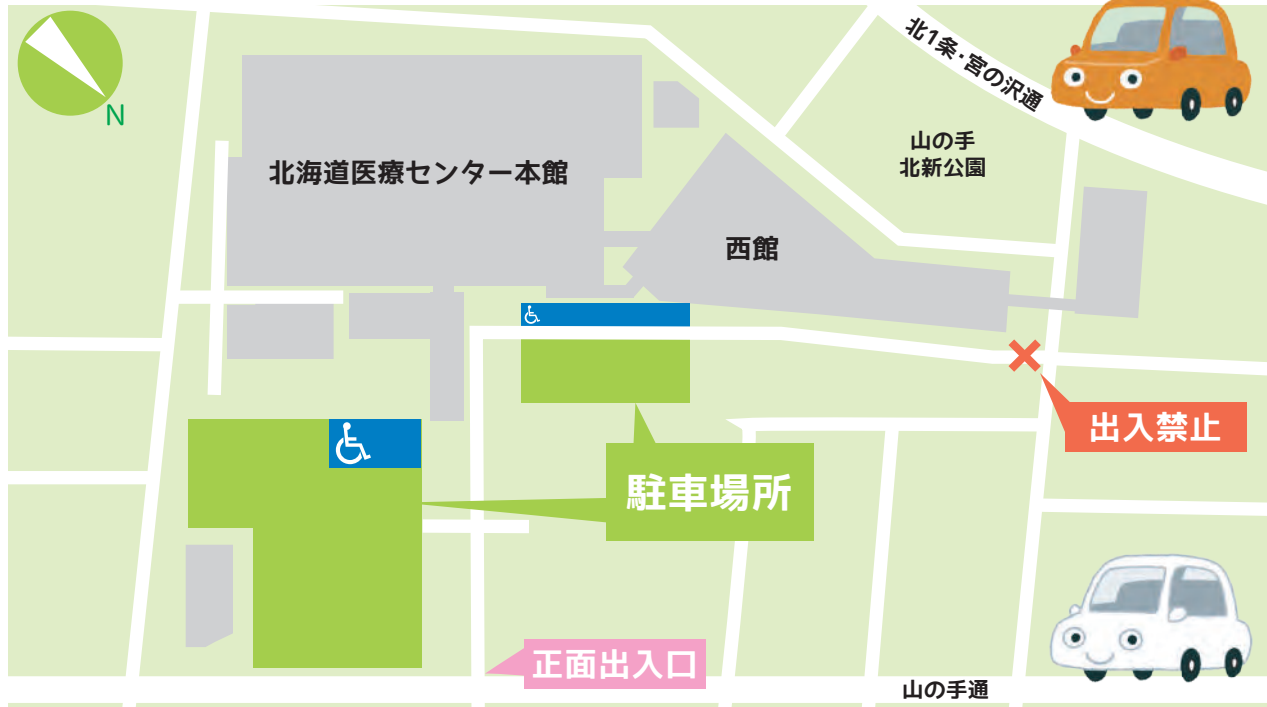 N
北1条・宮の沢通
北海道医療センター本館
山の手
北新公園
西館
出入禁止
駐車場所
正面出入口
山の手通